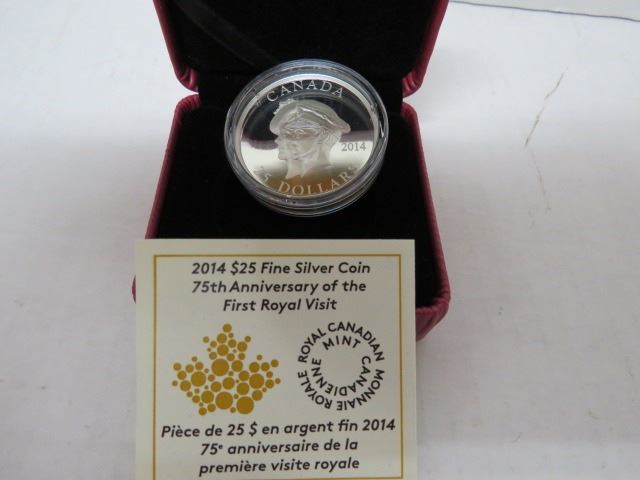 CANADA
2014
25 DOLLARS
2014 $25 Fine Silver Coin
75th Anniversary of the
First Royal Visit
ROYAL CANADIAN MINT
MONNAIE ROYALE CANADIENNE
Pièce de 25 $ en argent fin 2014
75e anniversaire de la
première visite royale